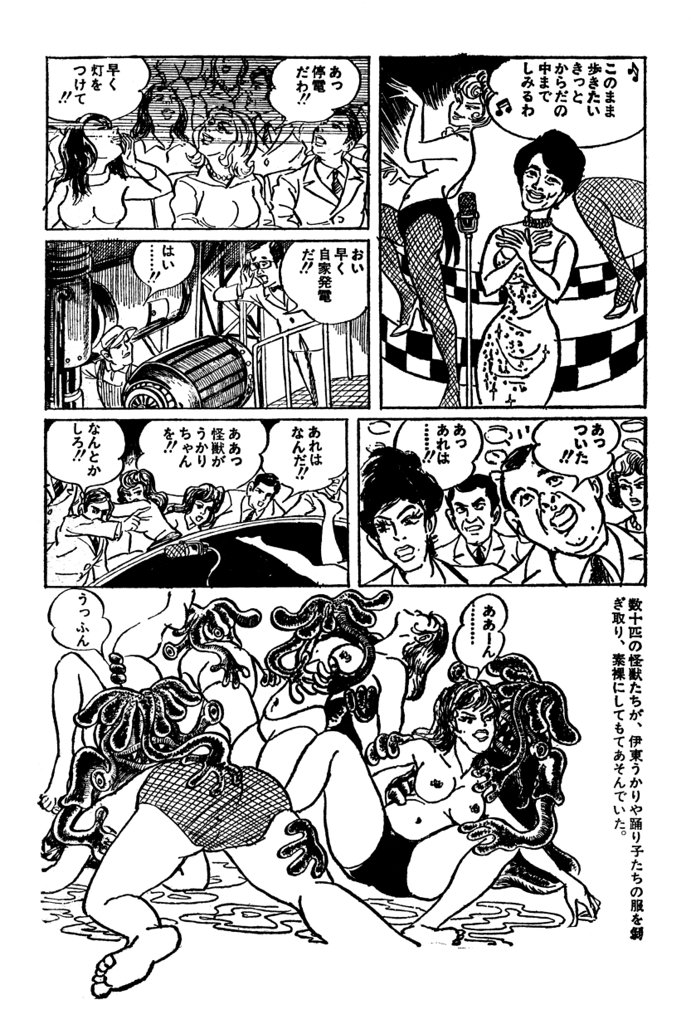 このまま
歩きたい
きっと
からだの
中まで
しみるわ
あっ
停電
だわ!!
早く
灯を
つけて
!!
おい
早く
自家発電
だ!!
はい
……!!
あっ
ついた
!!
あっ
あれは
……!!
あれは
なんだ!!
ああっ
怪獣が
うかり
ちゃん
を!!
なんとか
しろ!!
数十匹の怪獣たちが、伊東うかりや踊り子たちの服を剝
ぎ取り、素裸にしてもてあそんでいた。
ああーん
………
うっふん